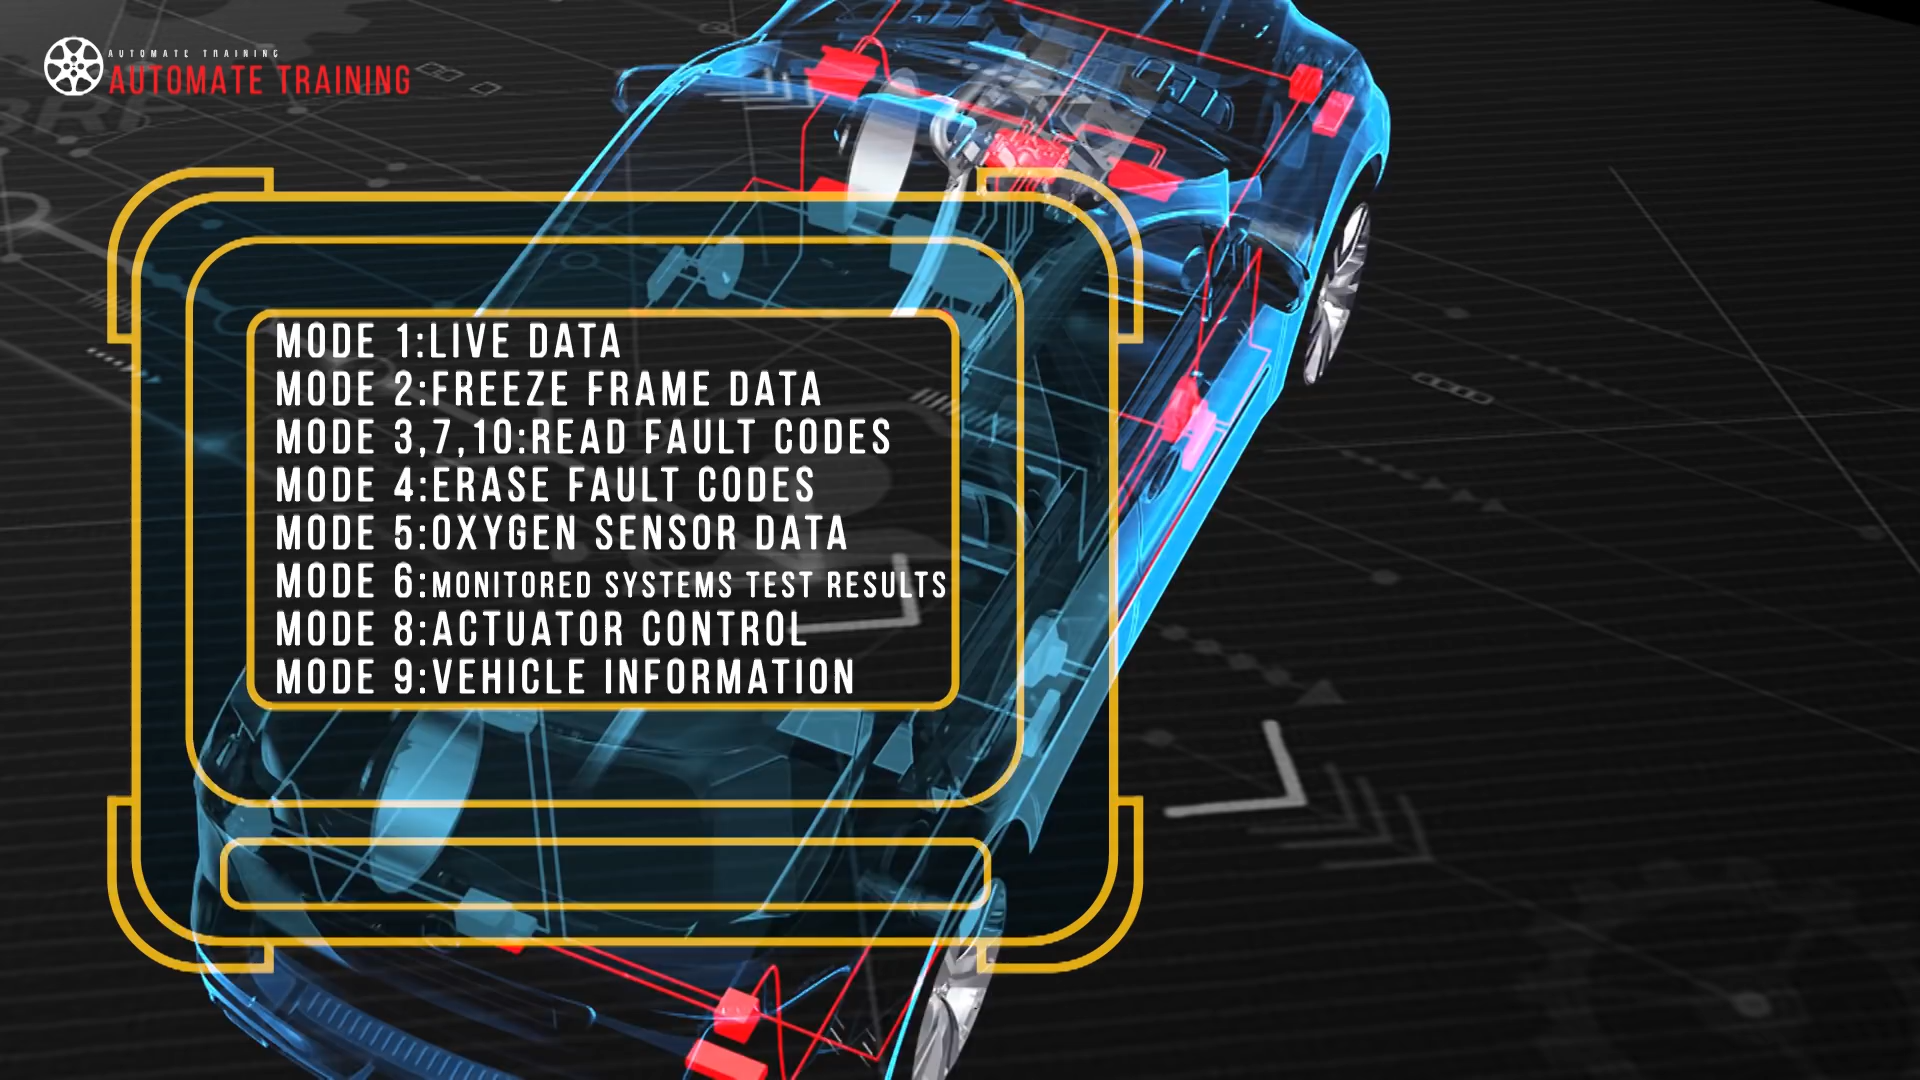 AUTOMATE TRAINING
AUTOMATE TRAINING
MODE 1:LIVE DATA
MODE 2:FREEZE FRAME DATA
MODE 3,7,10:READ FAULT CODES
MODE 4:ERASE FAULT CODES
MODE 5:OXYGEN SENSOR DATA
MODE 6:MONITORED SYSTEMS TEST RESULTS
MODE 8:ACTUATOR CONTROL
MODE 9:VEHICLE INFORMATION